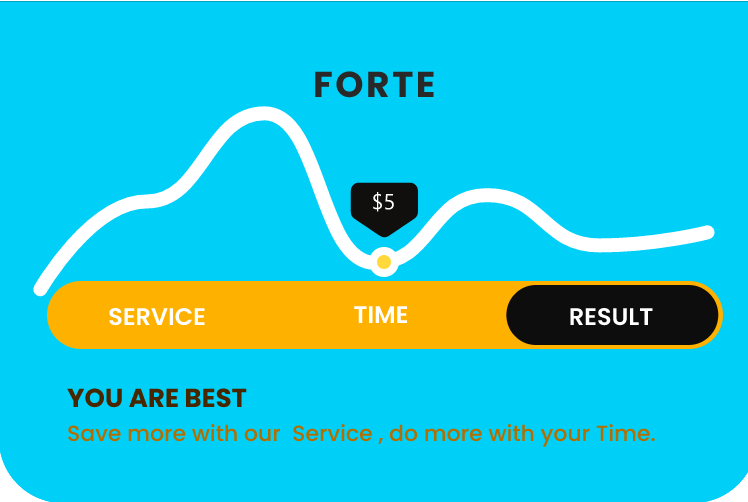 FORTE
$5
SERVICE TIME RESULT
YOU ARE BEST
Save more with our  Service , do more with your Time.